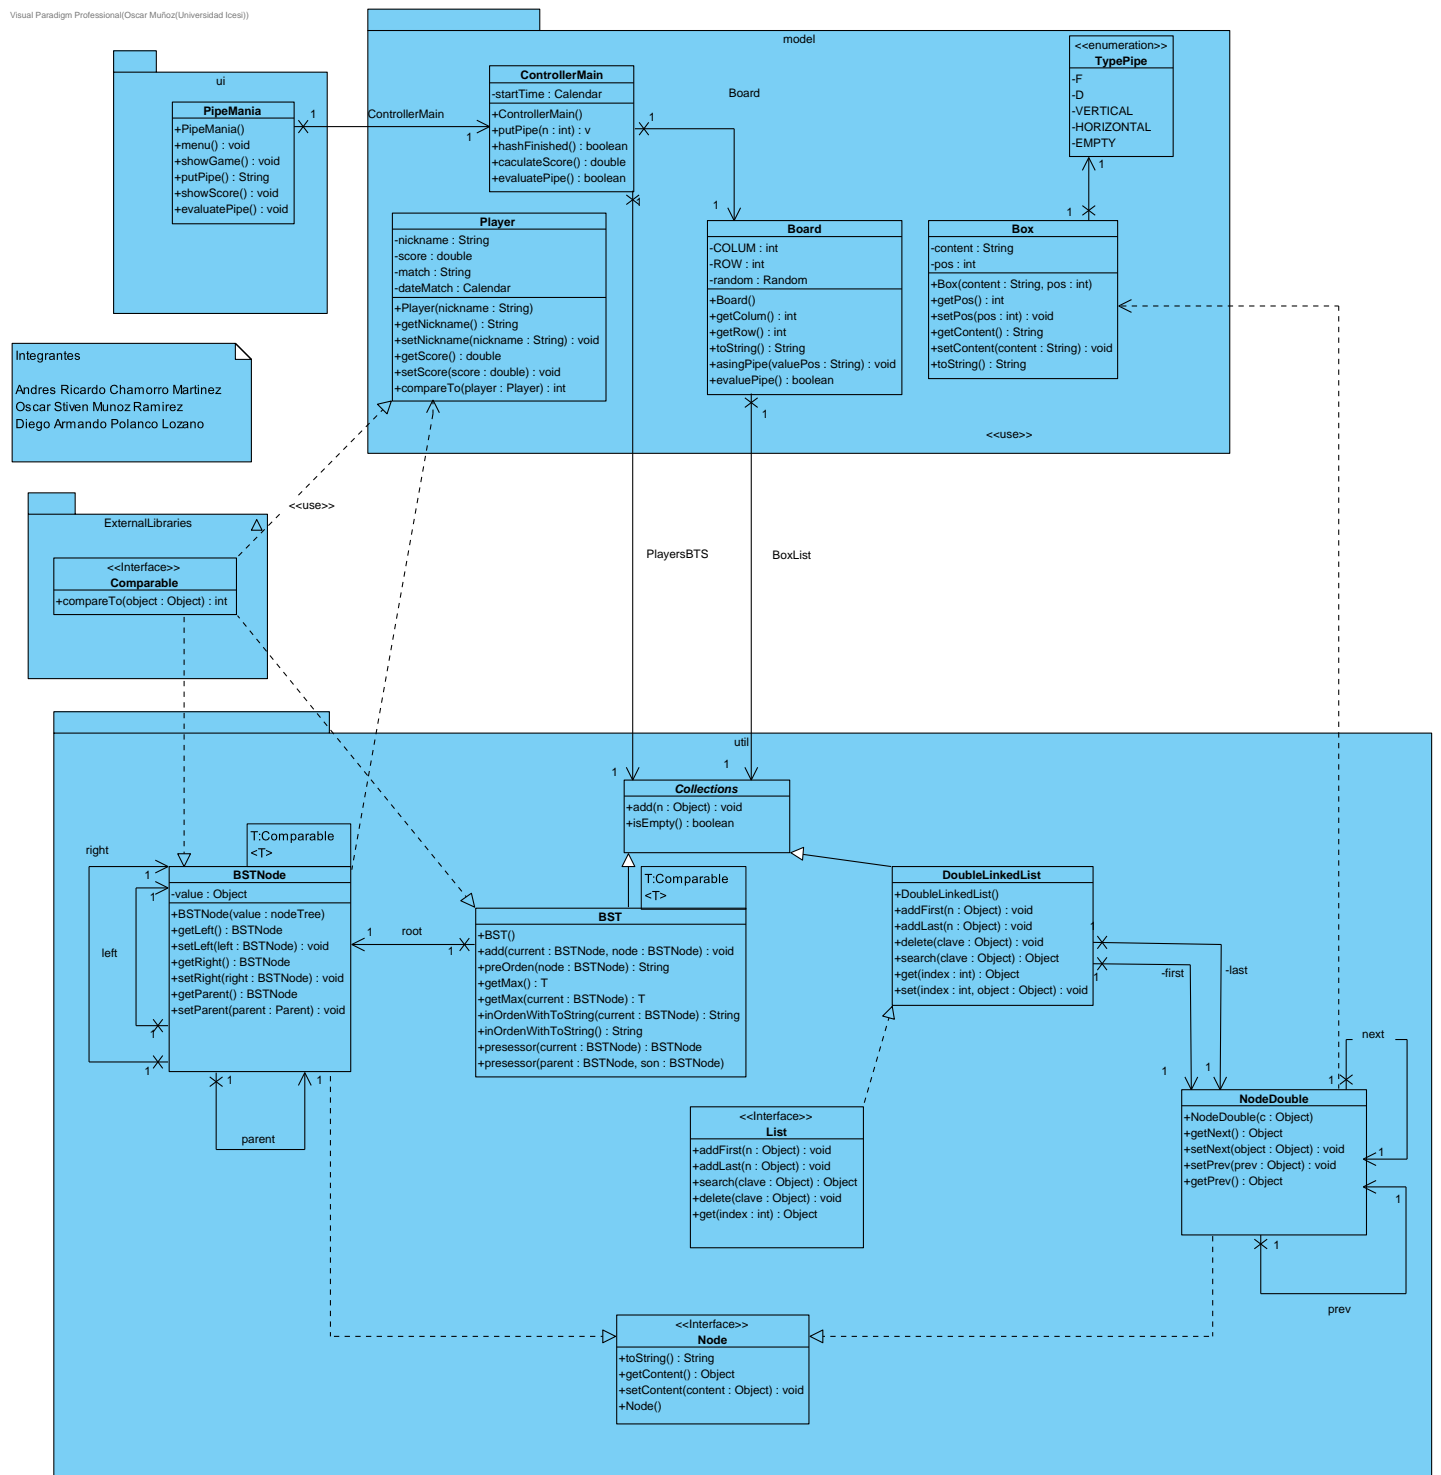 Visual Paradigm Professional(Oscar Muñoz(Universidad Icesi))
ui
PipeMania
+PipeMania()
+menu() : void
+showGame() : void
+putPipe() : String
+showScore() : void
+evaluatePipe() : void
1
ControllerMain
1
model
ControllerMain
-startTime : Calendar
+ControllerMain()
+putPipe(n : int) : v
+hashFinished() : boolean
+caculateScore() : double
+evaluatePipe() : boolean
1
Board
1
1
<<enumeration>>
TypePipe
-F
-D
-VERTICAL
-HORIZONTAL
-EMPTY
1
1
Player
-nickname : String
-score : double
-match : String
-dateMatch : Calendar
+Player(nickname : String)
+getNickname() : String
+setNickname(nickname : String) : void
+getScore() : double
+setScore(score : double) : void
+compareTo(player : Player) : int
Board
-COLUM : int
-ROW : int
-random : Random
+Board()
+getColum() : int
+getRow() : int
+toString() : String
+asingPipe(valuePos : String) : void
+evaluePipe() : boolean
1
Box
-content : String
-pos : int
+Box(content : String, pos : int)
+getPos() : int
+setPos(pos : int) : void
+getContent() : String
+setContent(content : String) : void
+toString() : String
<<use>>
Integrantes
Andres Ricardo Chamorro Martinez
Oscar Stiven Munoz Ramirez
Diego Armando Polanco Lozano
<<use>>
ExternalLibraries
<<Interface>>
Comparable
+compareTo(object : Object) : int
PlayersBTS
BoxList
util
1
1
Collections
+add(n : Object) : void
+isEmpty() : boolean
T:Comparable
<T>
right
1
1
left
1
1
BSTNode
-value : Object
+BSTNode(value : nodeTree)
+getLeft() : BSTNode
+setLeft(left : BSTNode) : void
+getRight() : BSTNode
+setRight(right : BSTNode) : void
+getParent() : BSTNode
+setParent(parent : Parent) : void
1
1
parent
1
root
1
T:Comparable
<T>
BST
+BST()
+add(current : BSTNode, node : BSTNode) : void
+preOrden(node : BSTNode) : String
+getMax() : T
+getMax(current : BSTNode) : T
+inOrdenWithToString(current : BSTNode) : String
+inOrdenWithToString() : String
+presessor(current : BSTNode) : BSTNode
+presessor(parent : BSTNode, son : BSTNode)
DoubleLinkedList
+DoubleLinkedList()
+addFirst(n : Object) : void
+addLast(n : Object) : void
+delete(clave : Object) : void
+search(clave : Object) : Object
+get(index : int) : Object
+set(index : int, object : Object) : void
1
1
-first
-last
1
1
<<Interface>>
List
+addFirst(n : Object) : void
+addLast(n : Object) : void
+search(clave : Object) : Object
+delete(clave : Object) : void
+get(index : int) : Object
next
1
1
NodeDouble
+NodeDouble(c : Object)
+getNext() : Object
+setNext(object : Object) : void
+setPrev(prev : Object) : void
+getPrev() : Object
1
1
prev
<<Interface>>
Node
+toString() : String
+getContent() : Object
+setContent(content : Object) : void
+Node()